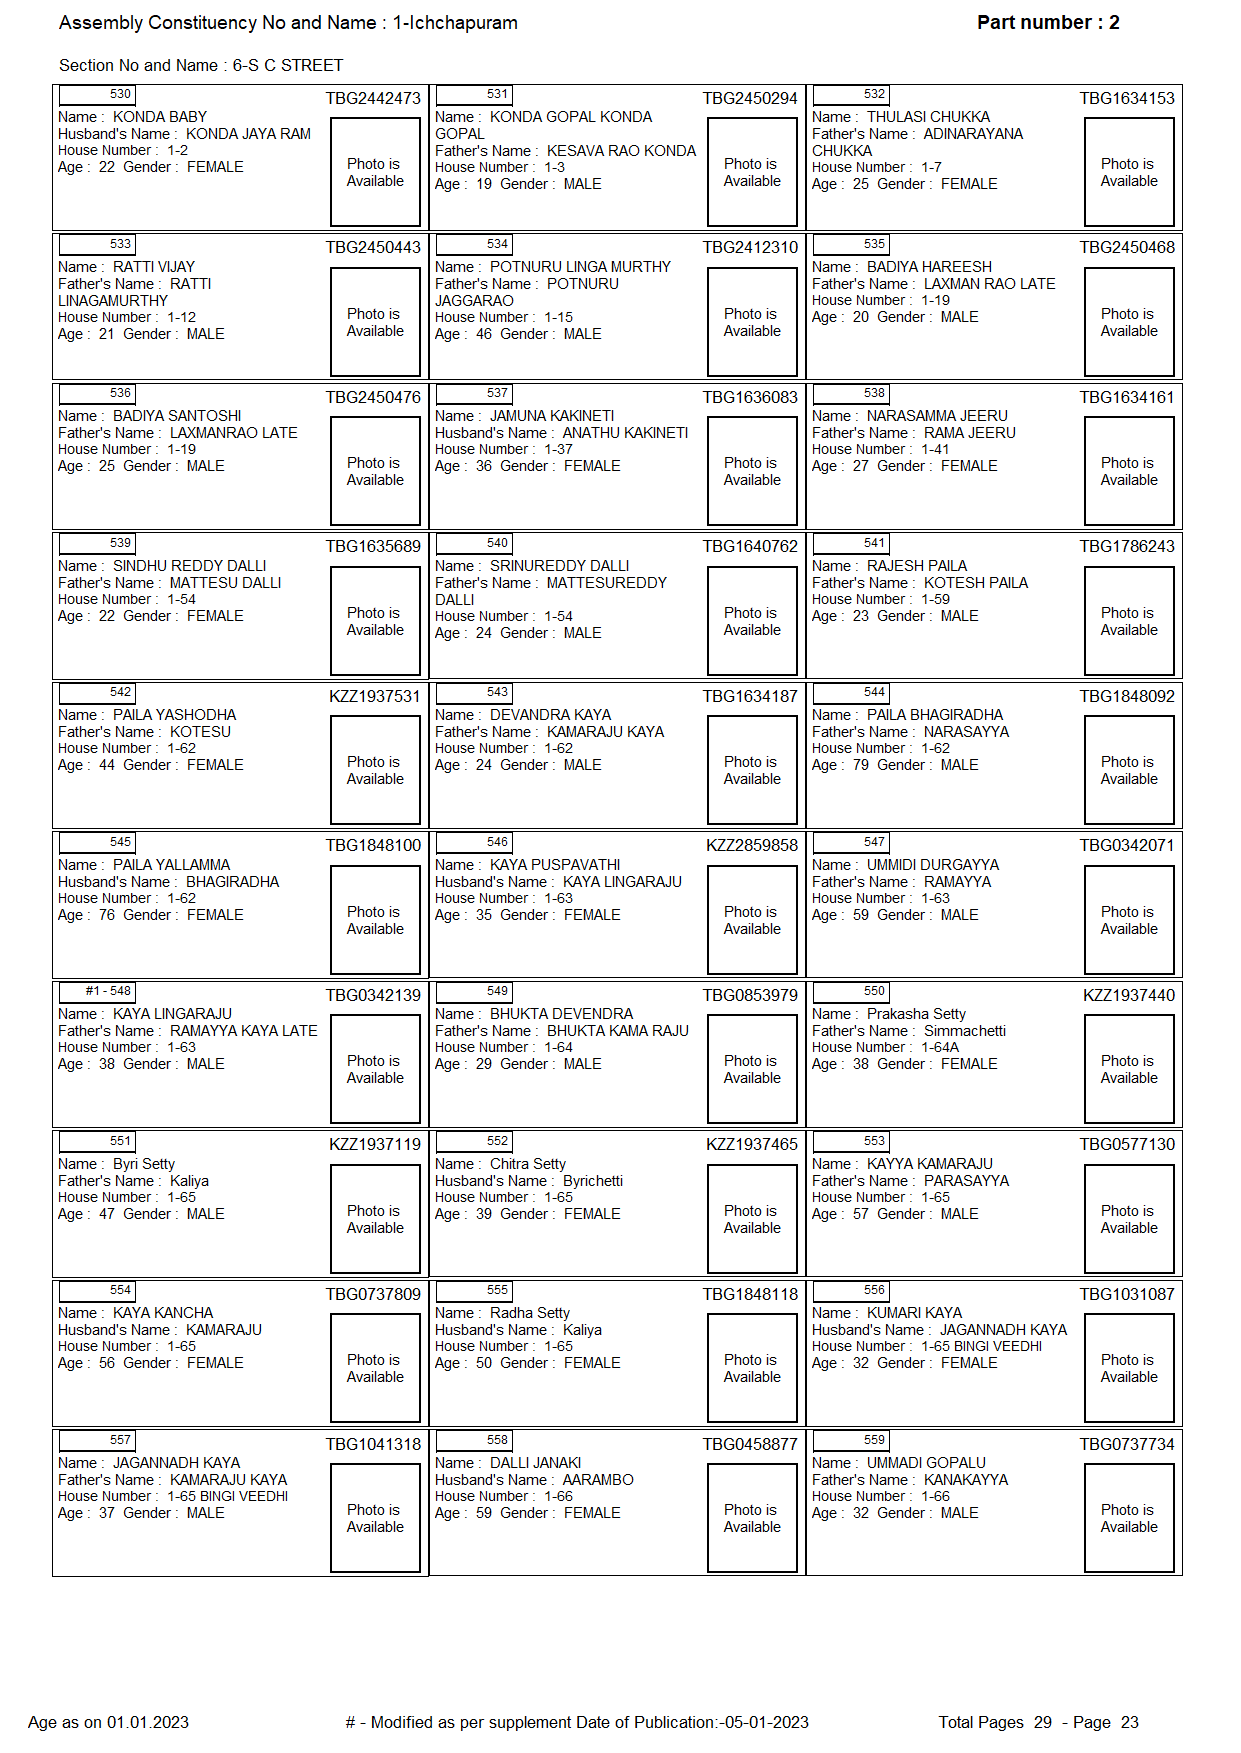 Assembly Constituency No and Name : 1-Ichchapuram
Part number : 2
Section No and Name : 6-S C STREET
530
TBG2442473
Name : KONDA BABY
Husband's Name : KONDA JAYA RAM
House Number : 1-2
Age : 22 Gender : FEMALE
Photo is
Available
531
TBG2450294
Name : KONDA GOPAL KONDA
GOPAL
Father's Name : KESAVA RAO KONDA
House Number : 1-3
Age : 19 Gender : MALE
Photo is
Available
532
TBG1634153
Name : THULASI CHUKKA
Father's Name : ADINARAYANA
CHUKKA
House Number : 1-7
Age : 25 Gender : FEMALE
Photo is
Available
533
TBG2450443
Name : RATTI VIJAY
Father's Name : RATTI
LINAGAMURTHY
House Number : 1-12
Age : 21 Gender : MALE
Photo is
Available
534
TBG2412310
Name : POTNURU LINGA MURTHY
Father's Name : POTNURU
JAGGARAO
House Number : 1-15
Age : 46 Gender : MALE
Photo is
Available
535
TBG2450468
Name : BADIYA HAREESH
Father's Name : LAXMAN RAO LATE
House Number : 1-19
Age : 20 Gender : MALE
Photo is
Available
536
TBG2450476
Name : BADIYA SANTOSHI
Father's Name : LAXMANRAO LATE
House Number : 1-19
Age : 25 Gender : MALE
Photo is
Available
537
TBG1636083
Name : JAMUNA KAKINETI
Husband's Name : ANATHU KAKINETI
House Number : 1-37
Age : 36 Gender : FEMALE
Photo is
Available
538
TBG1634161
Name : NARASAMMA JEERU
Father's Name : RAMA JEERU
House Number : 1-41
Age : 27 Gender : FEMALE
Photo is
Available
539
TBG1635689
Name : SINDHU REDDY DALLI
Father's Name : MATTESU DALLI
House Number : 1-54
Age : 22 Gender : FEMALE
Photo is
Available
540
TBG1640762
Name : SRINUREDDY DALLI
Father's Name : MATTESUREDDY
DALLI
House Number : 1-54
Age : 24 Gender : MALE
Photo is
Available
541
TBG1786243
Name : RAJESH PAILA
Father's Name : KOTESH PAILA
House Number : 1-59
Age : 23 Gender : MALE
Photo is
Available
542
KZZ1937531
Name : PAILA YASHODHA
Father's Name : KOTESU
House Number : 1-62
Age : 44 Gender : FEMALE
Photo is
Available
543
TBG1634187
Name : DEVANDRA KAYA
Father's Name : KAMARAJU KAYA
House Number : 1-62
Age : 24 Gender : MALE
Photo is
Available
544
TBG1848092
Name : PAILA BHAGIRADHA
Father's Name : NARASAYYA
House Number : 1-62
Age : 79 Gender : MALE
Photo is
Available
545
TBG1848100
Name : PAILA YALLAMMA
Husband's Name : BHAGIRADHA
House Number : 1-62
Age : 76 Gender : FEMALE
Photo is
Available
546
KZZ2859858
Name : KAYA PUSPAVATHI
Husband's Name : KAYA LINGARAJU
House Number : 1-63
Age : 35 Gender : FEMALE
Photo is
Available
547
TBG0342071
Name : UMMIDI DURGAYYA
Father's Name : RAMAYYA
House Number : 1-63
Age : 59 Gender : MALE
Photo is
Available
#1 - 548
TBG0342139
Name : KAYA LINGARAJU
Father's Name : RAMAYYA KAYA LATE
House Number : 1-63
Age : 38 Gender : MALE
Photo is
Available
549
TBG0853979
Name : BHUKTA DEVENDRA
Father's Name : BHUKTA KAMA RAJU
House Number : 1-64
Age : 29 Gender : MALE
Photo is
Available
550
KZZ1937440
Name : Prakasha Setty
Father's Name : Simmachetti
House Number : 1-64A
Age : 38 Gender : FEMALE
Photo is
Available
551
KZZ1937119
Name : Byri Setty
Father's Name : Kaliya
House Number : 1-65
Age : 47 Gender : MALE
Photo is
Available
552
KZZ1937465
Name : Chitra Setty
Husband's Name : Byrichetti
House Number : 1-65
Age : 39 Gender : FEMALE
Photo is
Available
553
TBG0577130
Name : KAYYA KAMARAJU
Father's Name : PARASAYYA
House Number : 1-65
Age : 57 Gender : MALE
Photo is
Available
554
TBG0737809
Name : KAYA KANCHA
Husband's Name : KAMARAJU
House Number : 1-65
Age : 56 Gender : FEMALE
Photo is
Available
555
TBG1848118
Name : Radha Setty
Husband's Name : Kaliya
House Number : 1-65
Age : 50 Gender : FEMALE
Photo is
Available
556
TBG1031087
Name : KUMARI KAYA
Husband's Name : JAGANNADH KAYA
House Number : 1-65 BINGI VEEDHI
Age : 32 Gender : FEMALE
Photo is
Available
557
TBG1041318
Name : JAGANNADH KAYA
Father's Name : KAMARAJU KAYA
House Number : 1-65 BINGI VEEDHI
Age : 37 Gender : MALE
Photo is
Available
558
TBG0458877
Name : DALLI JANAKI
Husband's Name : AARAMBO
House Number : 1-66
Age : 59 Gender : FEMALE
Photo is
Available
559
TBG0737734
Name : UMMADI GOPALU
Father's Name : KANAKAYYA
House Number : 1-66
Age : 32 Gender : MALE
Photo is
Available
Age as on 01.01.2023
# - Modified as per supplement Date of Publication:-05-01-2023
Total Pages 29 - Page 23